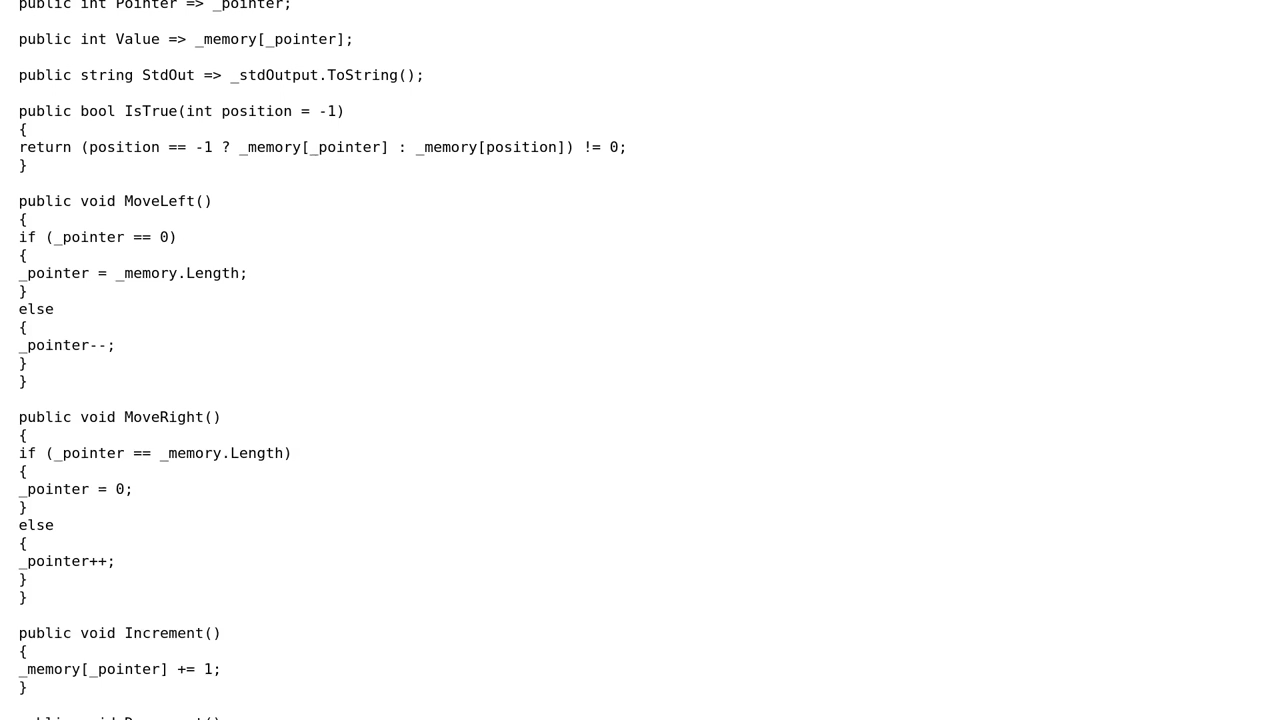 public int Pointer => _pointer;
public int Value => _memory[_pointer];
public string StdOut => _stdOutput.ToString();
public bool IsTrue(int position = -1)
{
return (position == -1 ? _memory[_pointer] : _memory[position]) != 0;
}
public void MoveLeft()
{
if (_pointer == 0)
{
_pointer = _memory.Length;
}
else
{
_pointer--;
}
}
public void MoveRight()
{
if (_pointer == _memory.Length)
{
_pointer = 0;
}
else
{
_pointer++;
}
}
public void Increment()
{
_memory[_pointer] += 1;
}